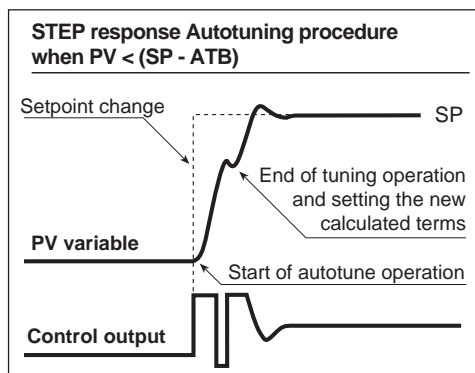 STEP response Autotuning procedure
when PV < (SP - ATB)
Setpoint change
SP
End of tuning operation
and setting the new
calculated terms
PV variable
Start of autotune operation
Control output